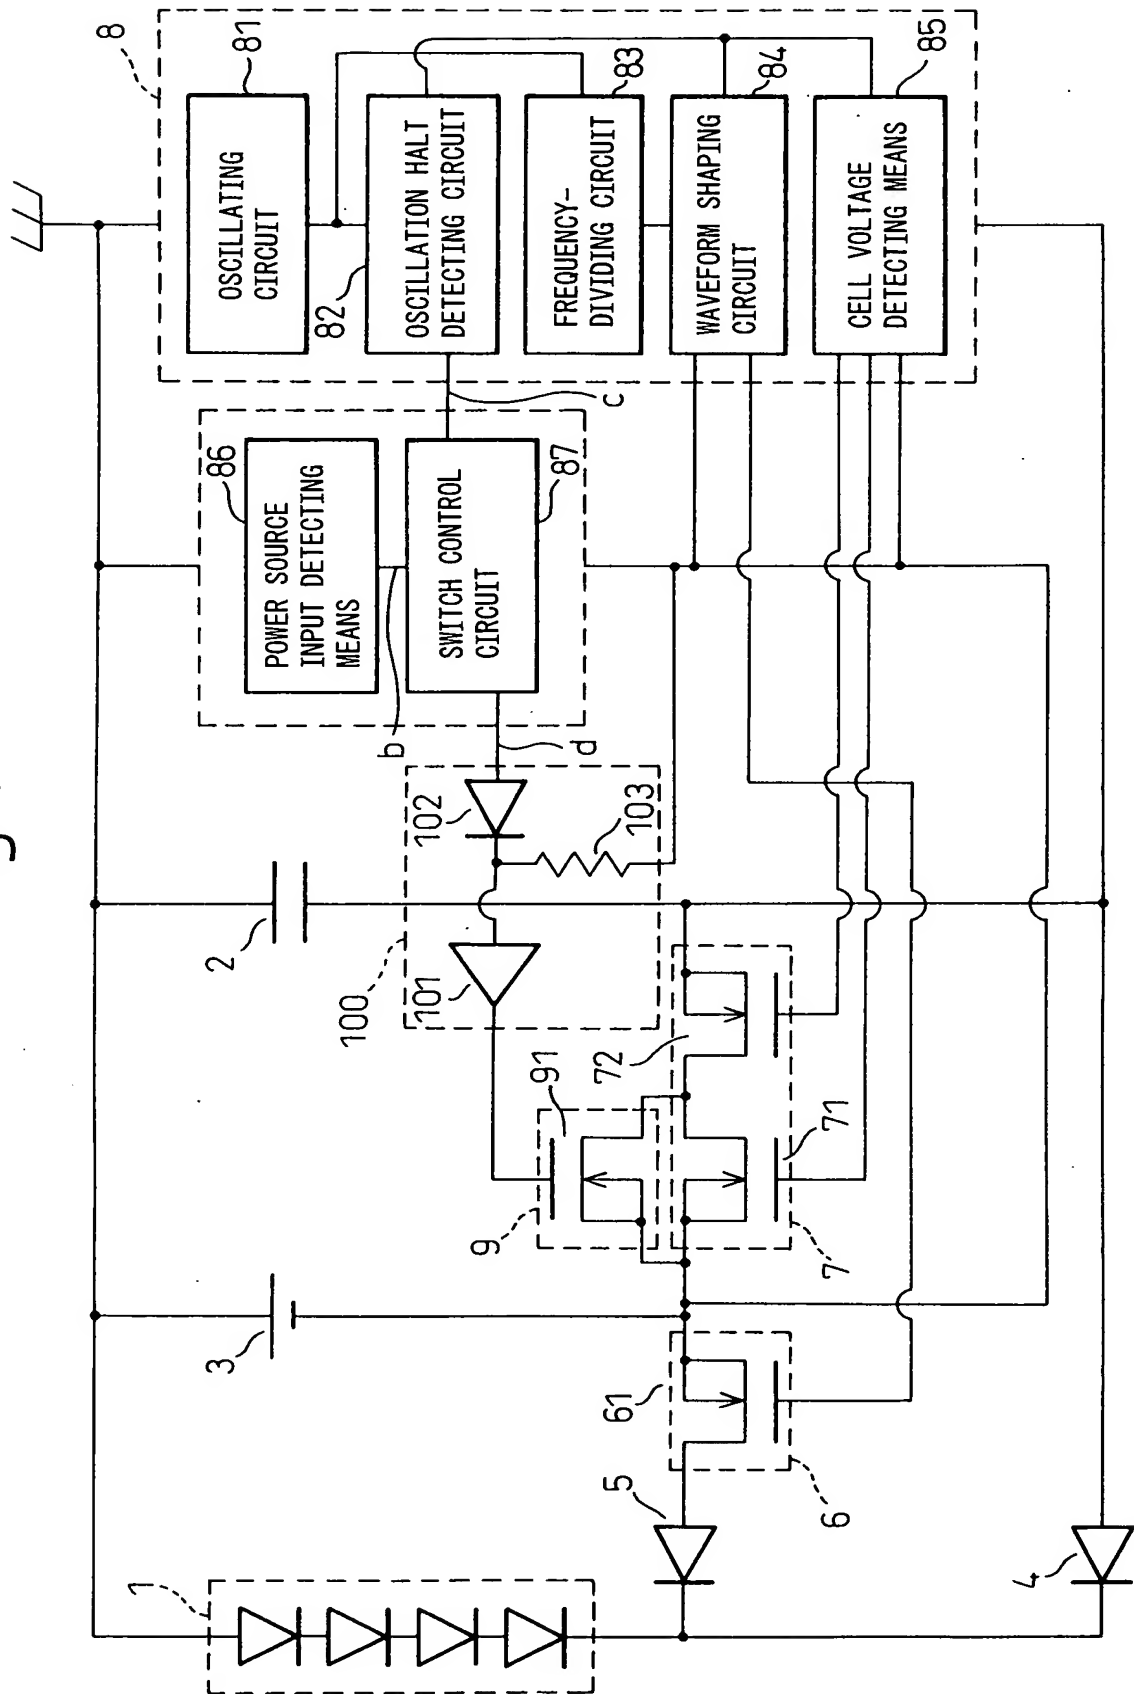 8
81
OSCILLATING
CIRCUIT
82
OSCILLATION HALT
DETECTING CIRCUIT
83
FREQUENCY-
DIVIDING CIRCUIT
84
WAVEFORM SHAPING
CIRCUIT
85
CELL VOLTAGE
DETECTING MEANS
c
86
POWER SOURCE
INPUT DETECTING
MEANS
b
87
SWITCH CONTROL
CIRCUIT
d
102
103
101
100
2
72
91
9
71
7
3
61
6
5
4
1